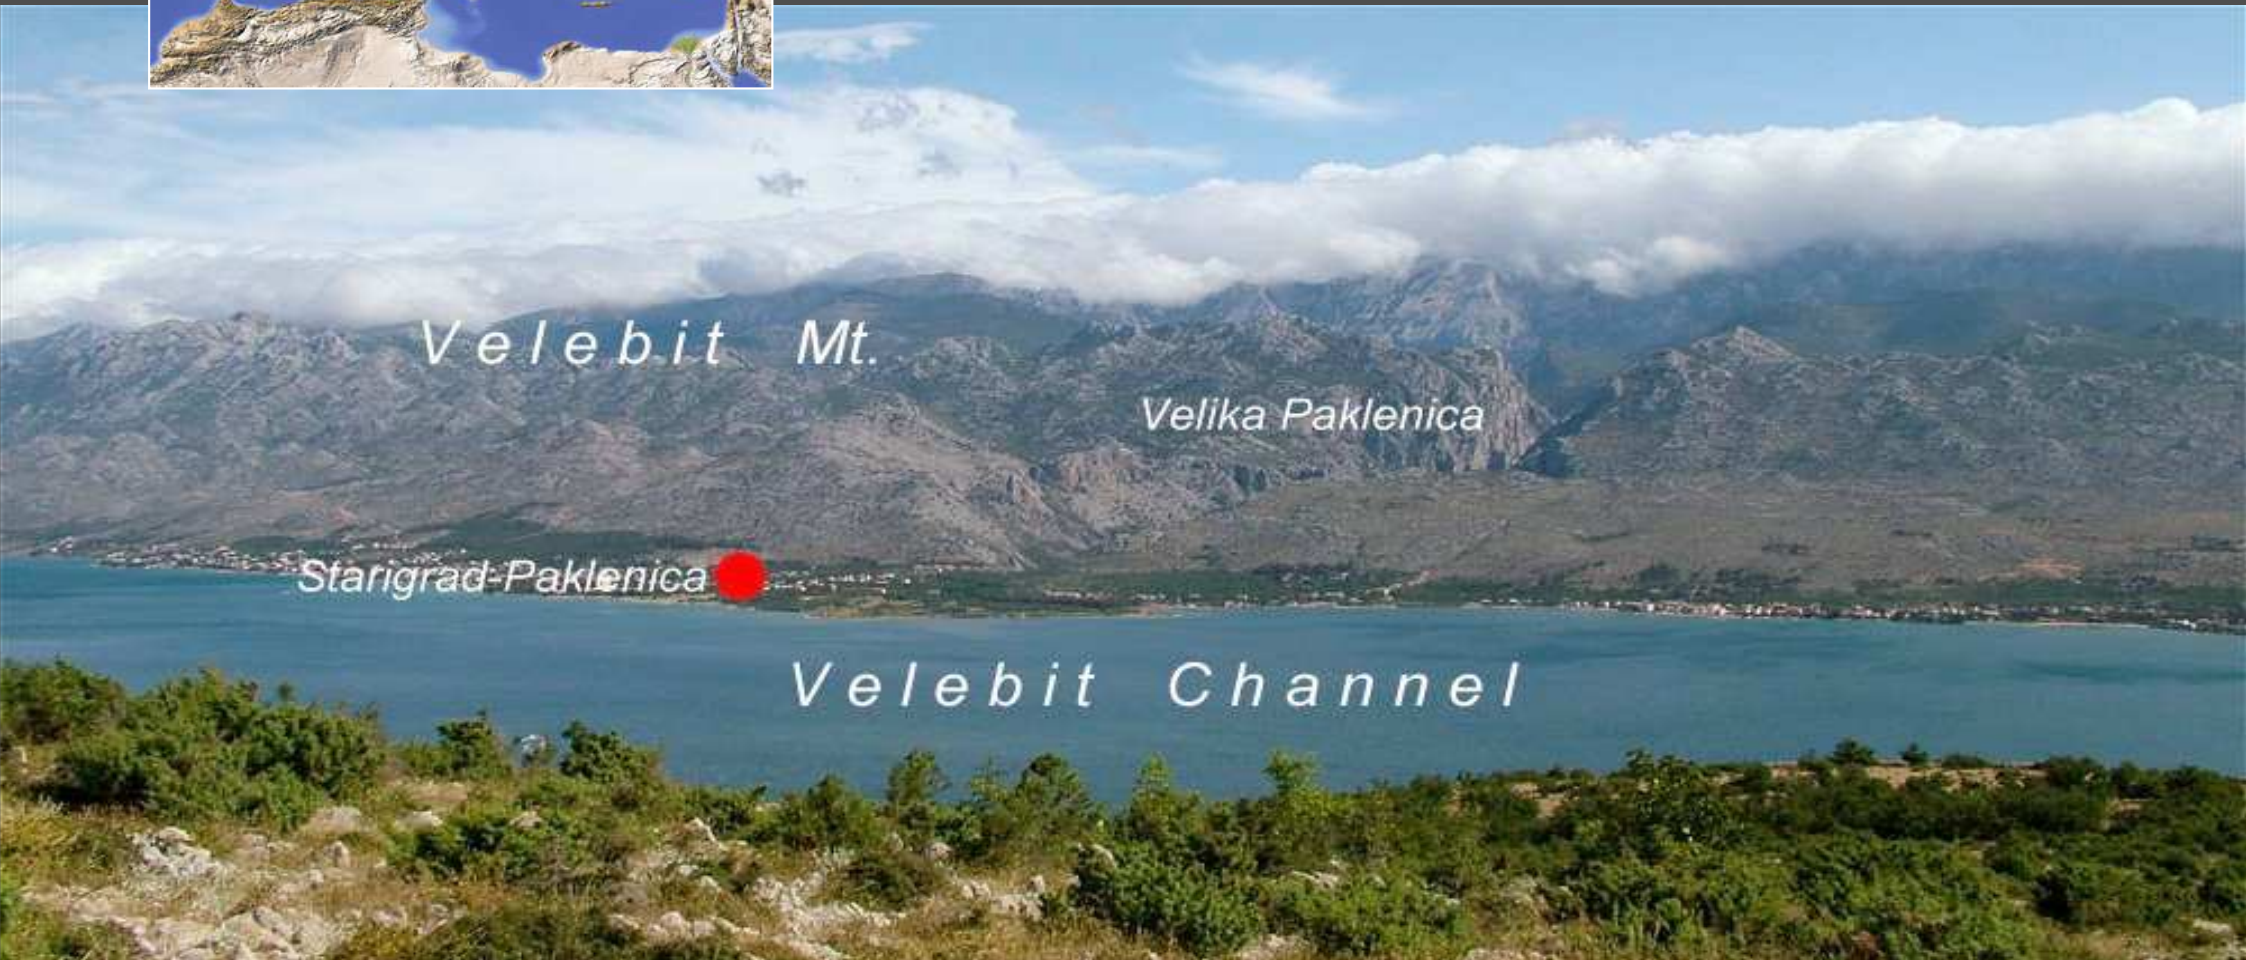 Velebit Mt.
Velika Paklenica
Starigrad-Paklenica
Velebit Channel